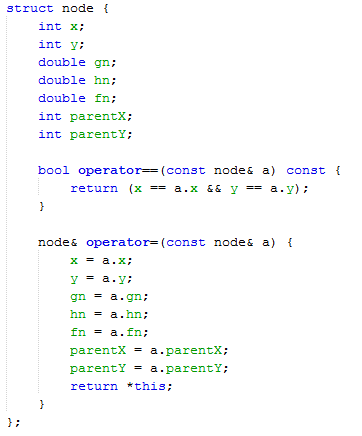 struct node {
    int x;
    int y;
    double gn;
    double hn;
    double fn;
    int parentX;
    int parentY;

    bool operator==(const node& a) const {
        return (x == a.x && y == a.y);
    }

    node& operator=(const node& a) {
        x = a.x;
        y = a.y;
        gn = a.gn;
        hn = a.hn;
        fn = a.fn;
        parentX = a.parentX;
        parentY = a.parentY;
        return *this;
    }
};